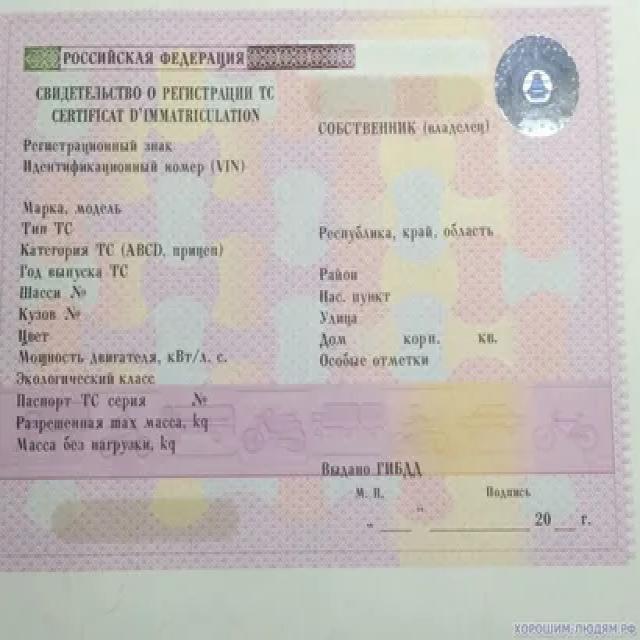 РОССИЙСКАЯ ФЕДЕРАЦИЯ
СВИДЕТЕЛЬСТВО О РЕГИСТРАЦИИ ТС
CERTIFICAT D'IMMATRICULATION
Регистрационный знак
Идентификационный номер (VIN)
Марка, модель
Тип ТС
Категория ТС (ABCD, прицеп)
Год выпуска ТС
Шасси №
Кузов №
Цвет
Мощность двигателя, кВт/л. с.
Экологический класс
Паспорт ТС серия №
Разрешенная max масса, kg
Масса без нагрузки, kg
СОБСТВЕННИК (владелец)
Республика, край, область
Район
Нас. пункт
Улица
Дом корп. кв.
Особые отметки
Выдано ГИБДД
М. П. Подпись
„ ___ “ __________ 20 __ г.
ХОРОШИМ-ЛЮДЯМ.РФ